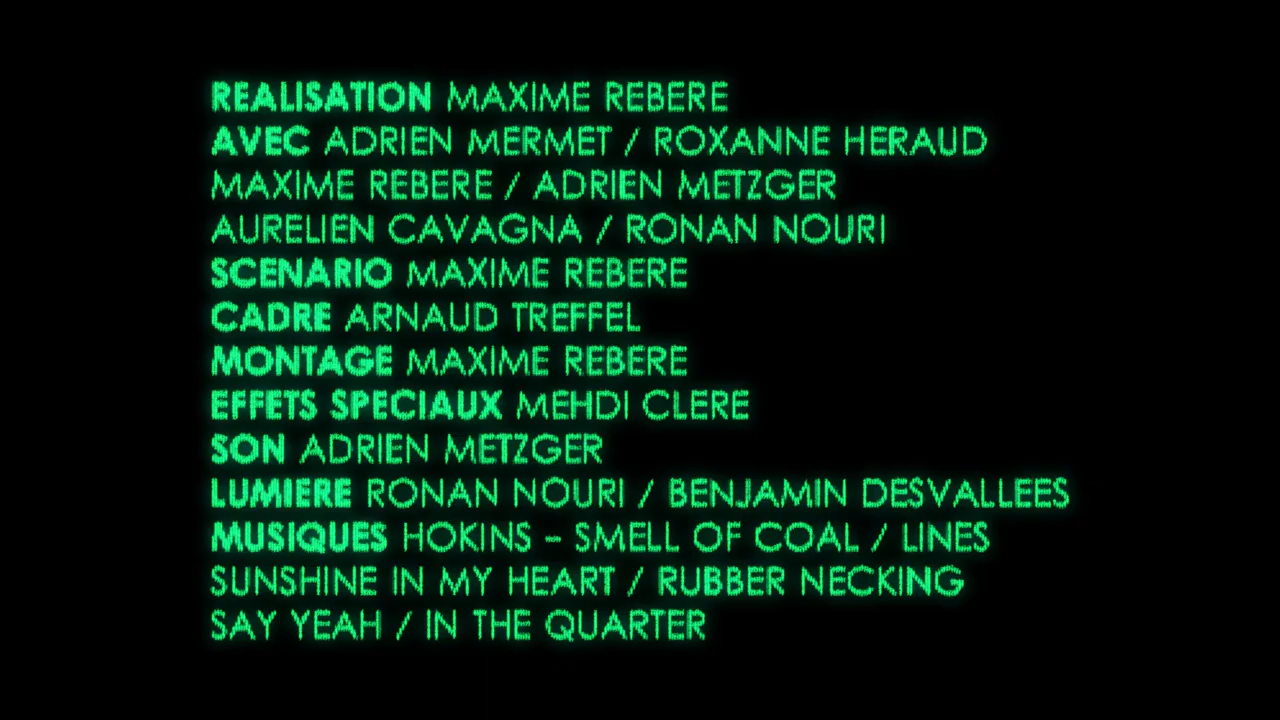 REALISATION MAXIME REBERE
AVEC ADRIEN MERMET / ROXANNE HERAUD
MAXIME REBERE / ADRIEN METZGER
AURELIEN CAVAGNA / RONAN NOURI
SCENARIO MAXIME REBERE
CADRE ARNAUD TREFFEL
MONTAGE MAXIME REBERE
EFFETS SPECIAUX MEHDI CLERE
SON ADRIEN METZGER
LUMIERE RONAN NOURI / BENJAMIN DESVALLEES
MUSIQUES HOKINS – SMELL OF COAL / LINES
SUNSHINE IN MY HEART / RUBBER NECKING
SAY YEAH / IN THE QUARTER